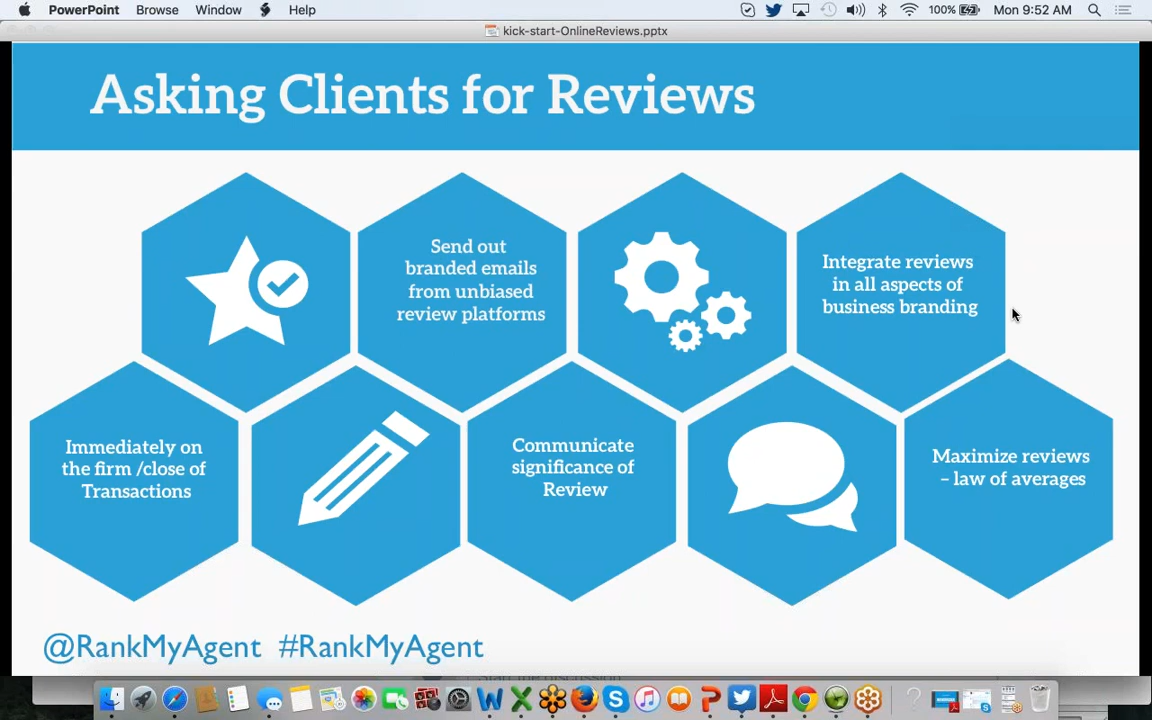 PowerPoint Browse Window Help 100% Mon 9:52 AM
kick-start-OnlineReviews.pptx
Asking Clients for Reviews
Send out
branded emails
from unbiased
review platforms
Integrate reviews
in all aspects of
business branding
Immediately on
the firm /close of
Transactions
Communicate
significance of
Review
Maximize reviews
– law of averages
@RankMyAgent #RankMyAgent